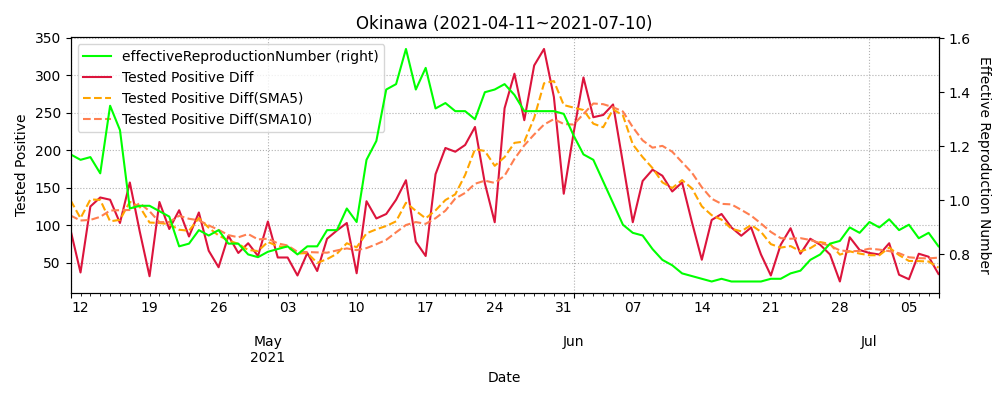 Okinawa (2021-04-11~2021-07-10)
effectiveReproductionNumber (right)
Tested Positive Diff
Tested Positive Diff(SMA5)
Tested Positive Diff(SMA10)
Tested Positive
350
300
250
200
150
100
50
1.6
1.4
1.2
1.0
0.8
Effective Reproduction Number
12 19 26 03 10 17 24 31 07 14 21 28 05
May Jun Jul
2021
Date